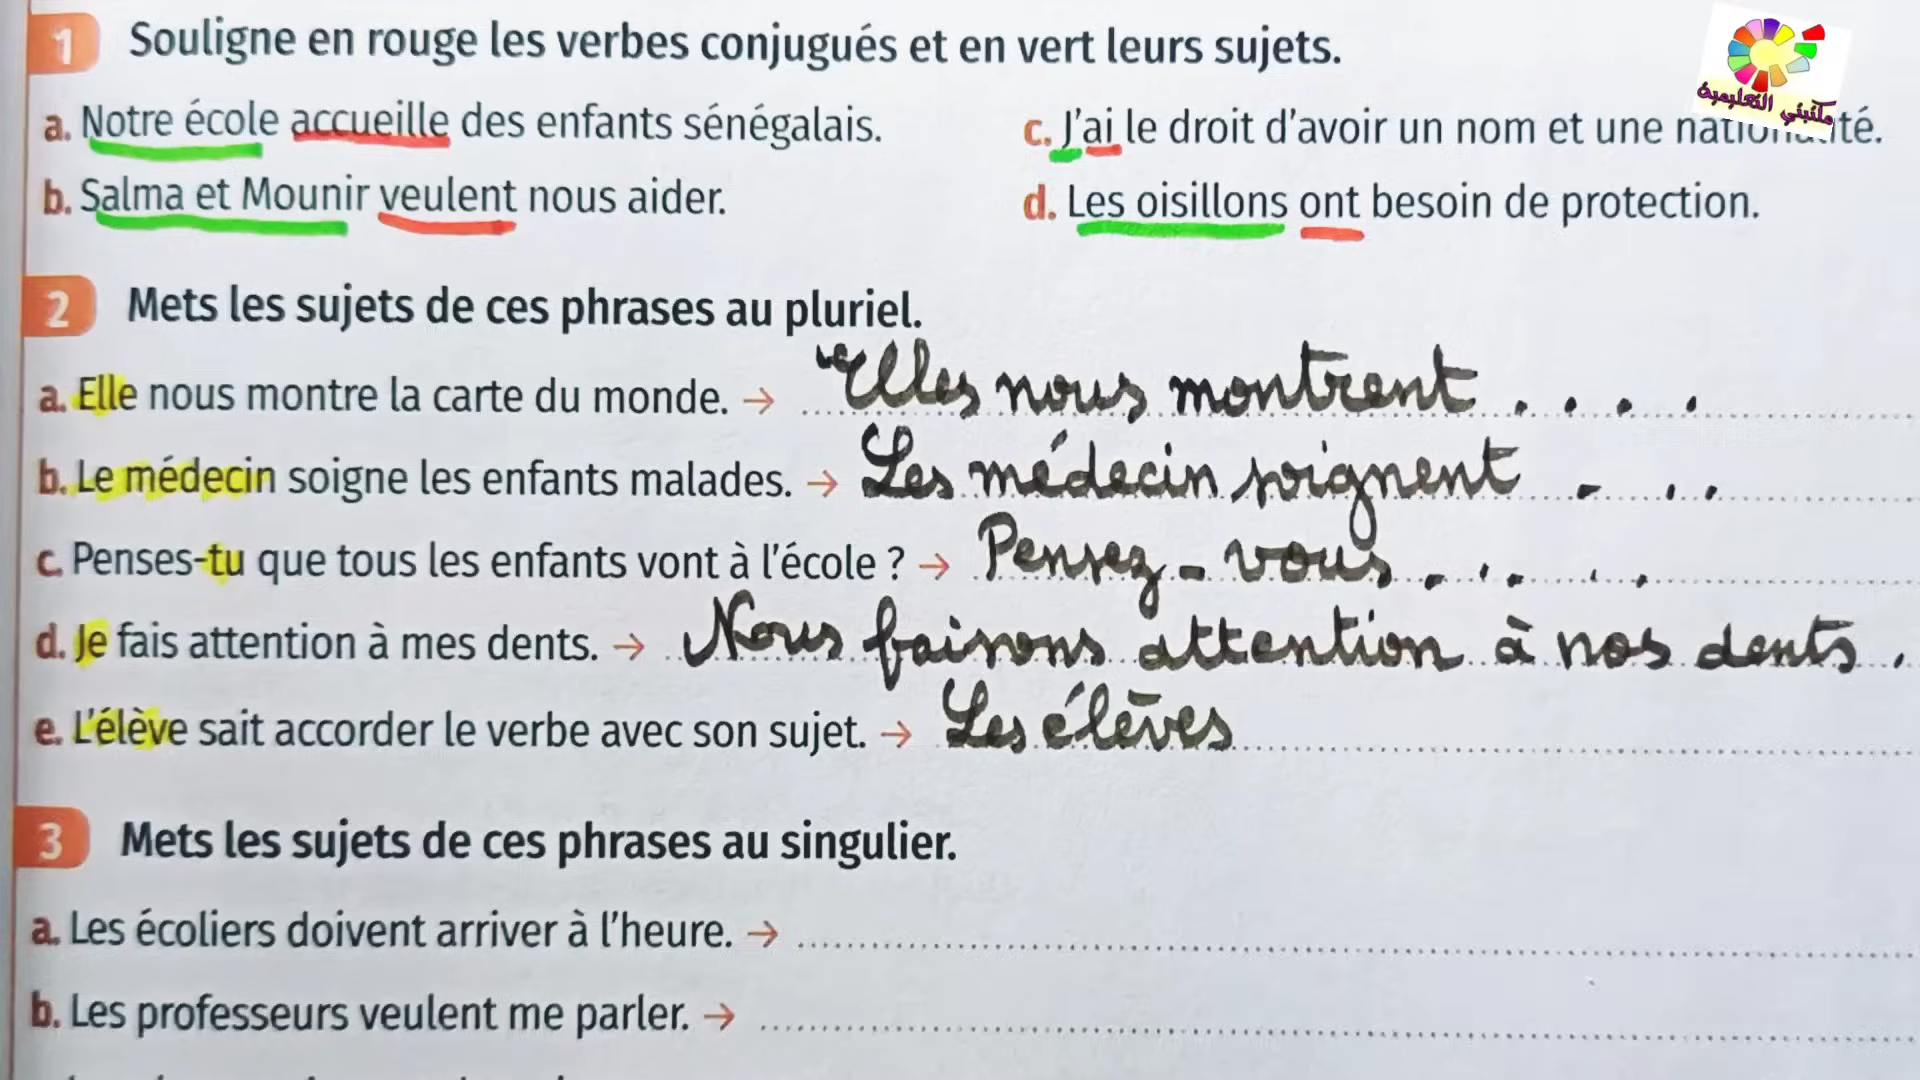 1 Souligne en rouge les verbes conjugués et en vert leurs sujets.
مكتبتي التعليمية
a. Notre école accueille des enfants sénégalais.
c. J'ai le droit d'avoir un nom et une
b. Salma et Mounir veulent nous aider.
d. Les oisillons ont besoin de protection.
2 Mets les sujets de ces phrases au pluriel.
a. Elle nous montre la carte du monde. → Elles nous montrent . . . .
b. Le médecin soigne les enfants malades. → Les médecin soignent - . .
c. Penses-tu que tous les enfants vont à l'école ? → Pensez-vous . . . . .
d. Je fais attention à mes dents. → Nous faisons attention à nos dents.
e. L'élève sait accorder le verbe avec son sujet. → Les élèves
3 Mets les sujets de ces phrases au singulier.
a. Les écoliers doivent arriver à l'heure. →
b. Les professeurs veulent me parler. →